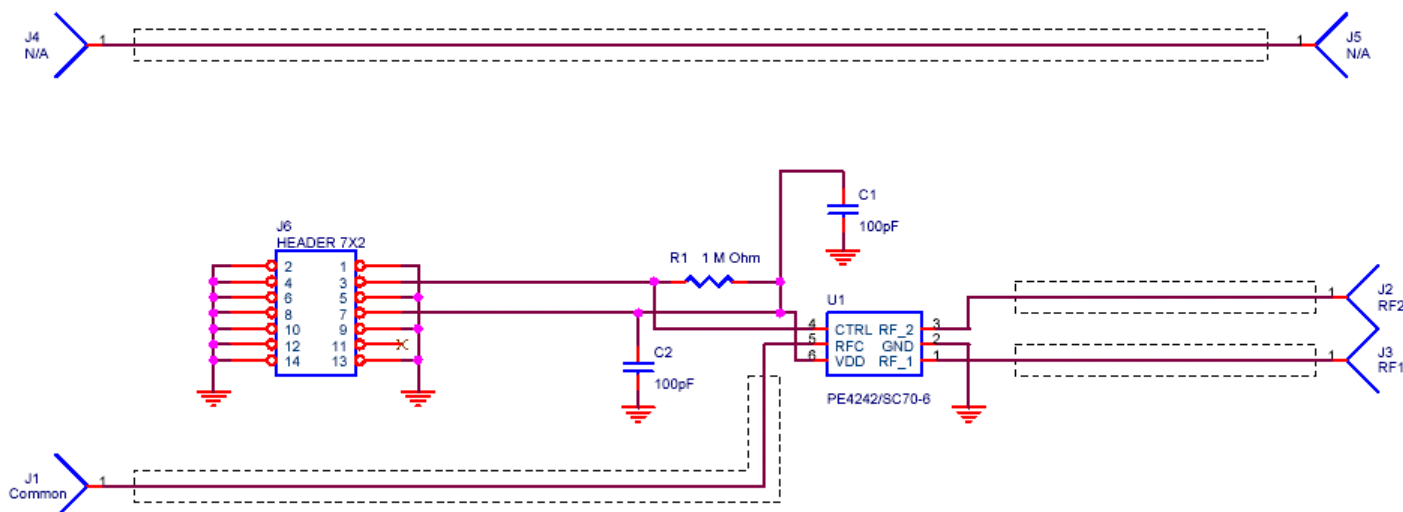 J4
N/A
1
1
J5
N/A
C1
100pF
J6
HEADER 7X2
R1 1 M Ohm
2 1
4 3
6 5
8 7
10 9
12 11
14 13
U1
4 CTRL RF_2 3
5 RFC GND 2
6 VDD RF_1 1
PE4242/SC70-6
C2
100pF
1
J2
RF2
1
J3
RF1
J1
Common
1